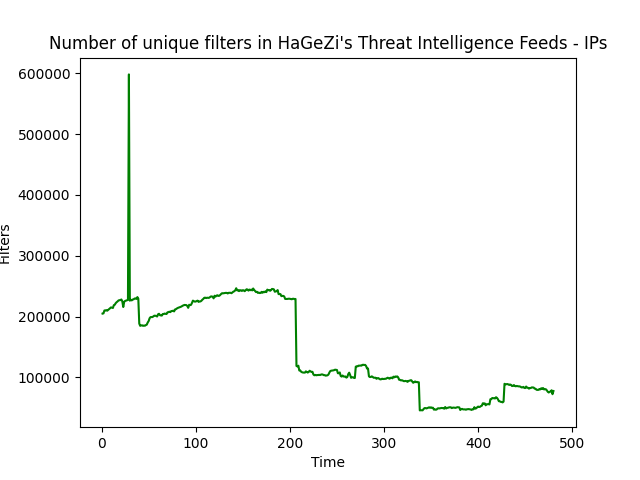 Number of unique filters in HaGeZi's Threat Intelligence Feeds - IPs
600000
500000
400000
300000
200000
100000
Filters
0 100 200 300 400 500
Time